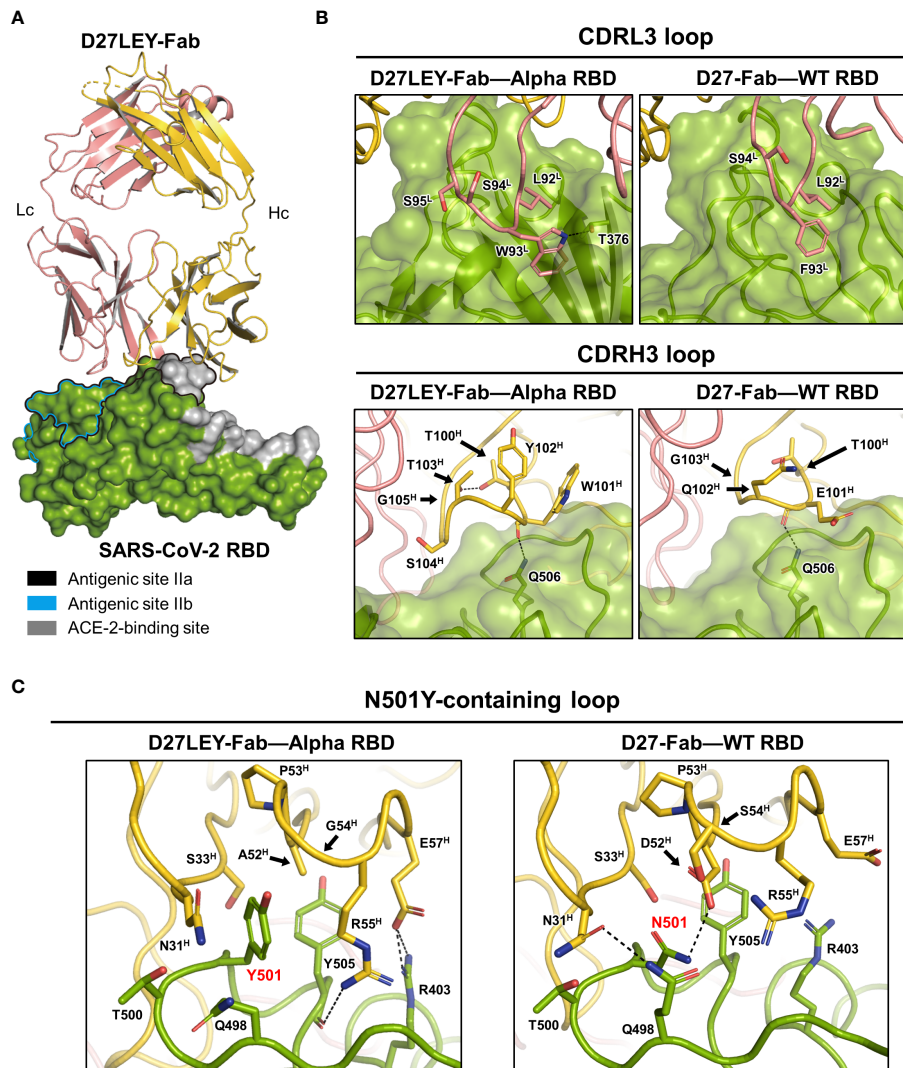 A
D27LEY-Fab
Lc
Hc
SARS-CoV-2 RBD
Antigenic site IIa
Antigenic site IIb
ACE-2-binding site
B
CDRL3 loop
D27LEY-Fab—Alpha RBD
S95ᴸ
S94ᴸ
L92ᴸ
W93ᴸ
T376
D27-Fab—WT RBD
S94ᴸ
L92ᴸ
F93ᴸ
CDRH3 loop
D27LEY-Fab—Alpha RBD
T100ᴴ
Y102ᴴ
T103ᴴ
G105ᴴ
W101ᴴ
S104ᴴ
Q506
D27-Fab—WT RBD
G103ᴴ
T100ᴴ
Q102ᴴ
E101ᴴ
Q506
C
N501Y-containing loop
D27LEY-Fab—Alpha RBD
P53ᴴ
G54ᴴ
A52ᴴ
E57ᴴ
S33ᴴ
N31ᴴ
R55ᴴ
Y501
Y505
R403
T500
Q498
D27-Fab—WT RBD
P53ᴴ
S54ᴴ
D52ᴴ
E57ᴴ
S33ᴴ
R55ᴴ
N31ᴴ
N501
Y505
R403
T500
Q498